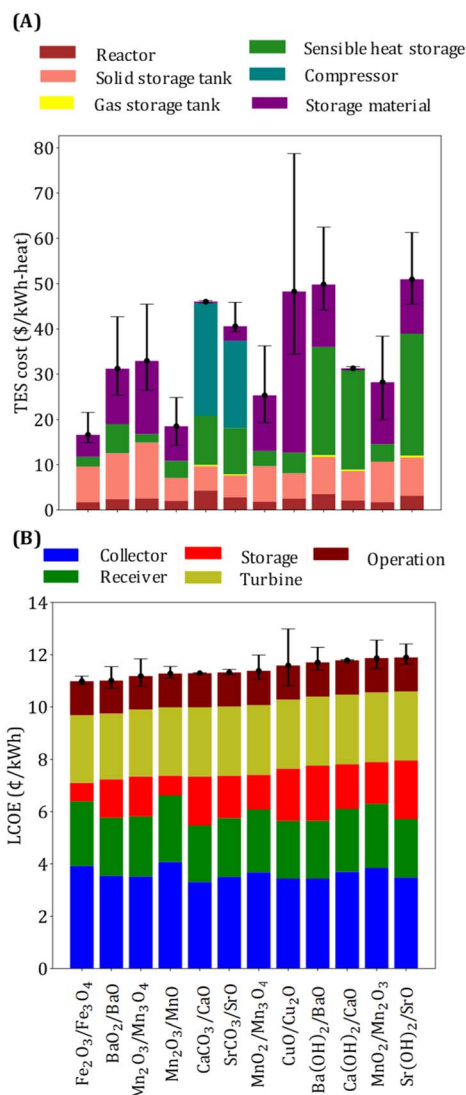 (A)
Reactor
Solid storage tank
Gas storage tank
Sensible heat storage
Compressor
Storage material
TES cost ($/kWh-heat)
80
70
60
50
40
30
20
10
0
(B)
Collector
Receiver
Storage
Turbine
Operation
LCOE (¢/kWh)
14
12
10
8
6
4
2
0
Fe₂O₃/Fe₃O₄
BaO₂/BaO
Mn₂O₃/Mn₃O₄
Mn₂O₃/MnO
CaCO₃/CaO
SrCO₃/SrO
MnO₂/Mn₃O₄
CuO/Cu₂O
Ba(OH)₂/BaO
Ca(OH)₂/CaO
MnO₂/Mn₂O₃
Sr(OH)₂/SrO